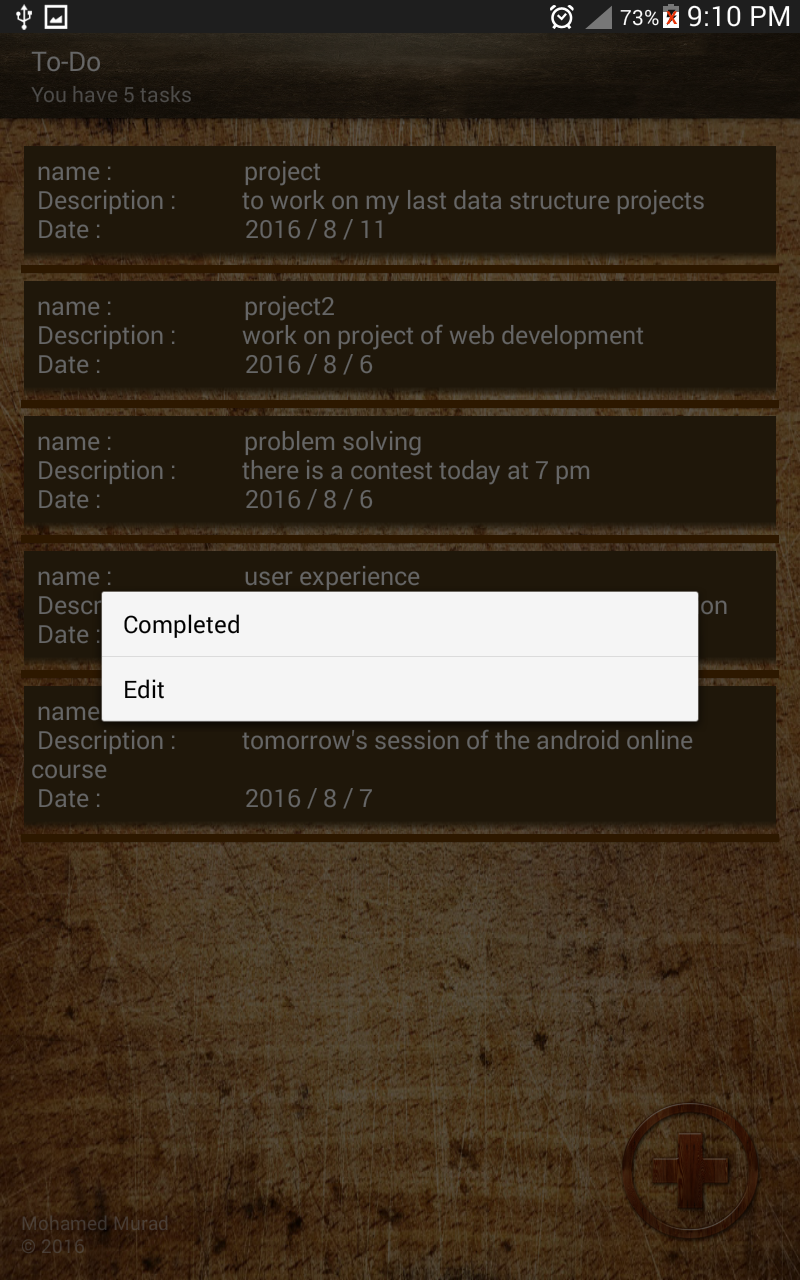 73% 9:10 PM
To-Do
You have 5 tasks
name : project
Description : to work on my last data structure projects
Date : 2016 / 8 / 11
name : project2
Description : work on project of web development
Date : 2016 / 8 / 6
name : problem solving
Description : there is a contest today at 7 pm
Date : 2016 / 8 / 6
name : user experience
Descr on
Date :
Completed
Edit
name
Description : tomorrow's session of the android online
course
Date : 2016 / 8 / 7
Mohamed Murad
© 2016